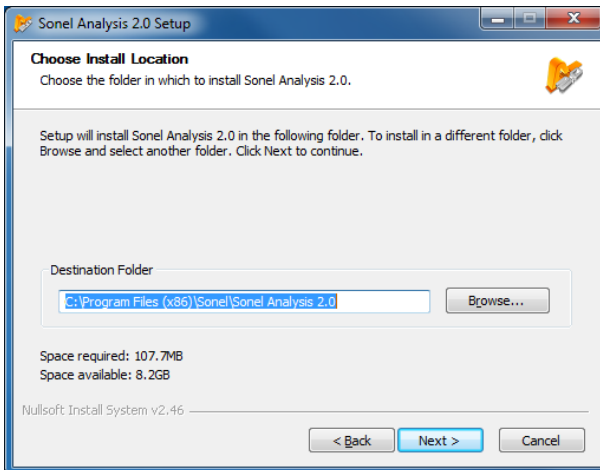 Sonel Analysis 2.0 Setup
Choose Install Location
Choose the folder in which to install Sonel Analysis 2.0.
Setup will install Sonel Analysis 2.0 in the following folder. To install in a different folder, click
Browse and select another folder. Click Next to continue.
Destination Folder
C:\Program Files (x86)\Sonel\Sonel Analysis 2.0
Browse...
Space required: 107.7MB
Space available: 8.2GB
Nullsoft Install System v2.46
< Back Next > Cancel